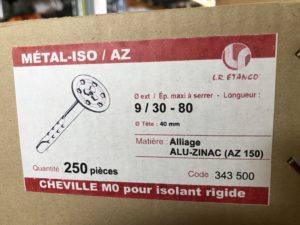 MÉTAL-ISO / AZ
L.R ETANCO
Ø ext / Ép. maxi à serrer - Longueur :
9 / 30 - 80
Ø Tête : 40 mm
Matière : Alliage
ALU-ZINAC (AZ 150)
Quantité : 250 pièces
Code 343 500
CHEVILLE M0 pour isolant rigide